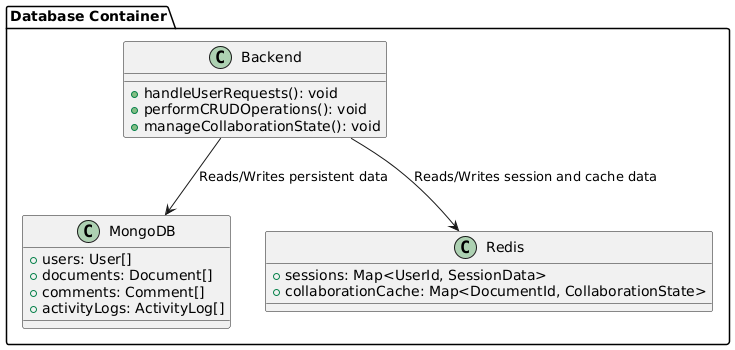 Database Container
C Backend
handleUserRequests(): void
performCRUDOperations(): void
manageCollaborationState(): void
Reads/Writes persistent data
Reads/Writes session and cache data
C MongoDB
users: User[]
documents: Document[]
comments: Comment[]
activityLogs: ActivityLog[]
C Redis
sessions: Map<UserId, SessionData>
collaborationCache: Map<DocumentId, CollaborationState>